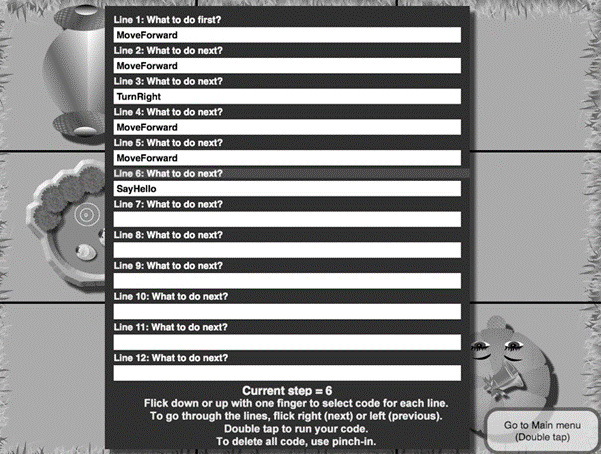 Line 1: What to do first?
MoveForward
Line 2: What to do next?
MoveForward
Line 3: What to do next?
TurnRight
Line 4: What to do next?
MoveForward
Line 5: What to do next?
MoveForward
Line 6: What to do next?
SayHello
Line 7: What to do next?
Line 8: What to do next?
Line 9: What to do next?
Line 10: What to do next?
Line 11: What to do next?
Line 12: What to do next?
Current step = 6
Flick down or up with one finger to select code for each line.
To go through the lines, flick right (next) or left (previous).
Double tap to run your code.
To delete all code, use pinch-in.
Go to Main menu
(Double tap)